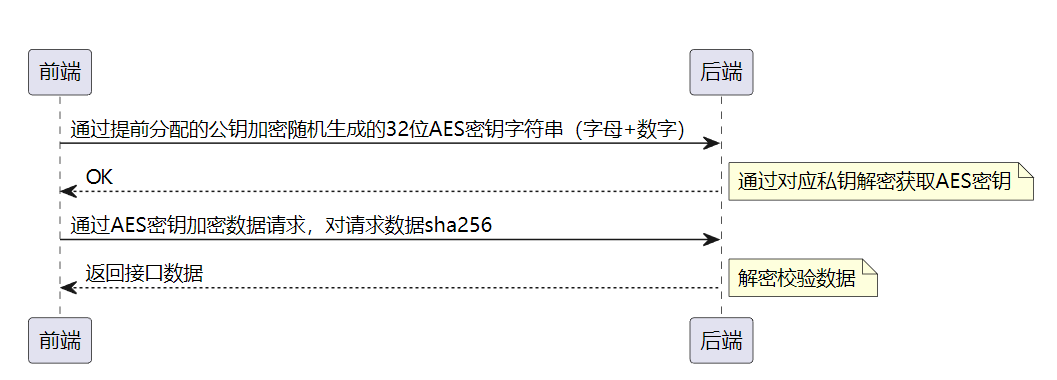 前端
后端
通过提前分配的公钥加密随机生成的32位AES密钥字符串（字母+数字）
OK
通过对应私钥解密获取AES密钥
通过AES密钥加密数据请求，对请求数据sha256
返回接口数据
解密校验数据
前端
后端